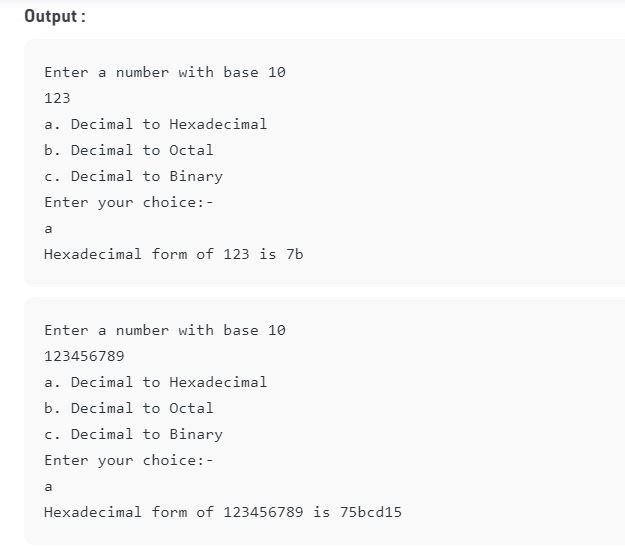 Output :
Enter a number with base 10
123
a. Decimal to Hexadecimal
b. Decimal to Octal
c. Decimal to Binary
Enter your choice:-
a
Hexadecimal form of 123 is 7b
Enter a number with base 10
123456789
a. Decimal to Hexadecimal
b. Decimal to Octal
c. Decimal to Binary
Enter your choice:-
a
Hexadecimal form of 123456789 is 75bcd15